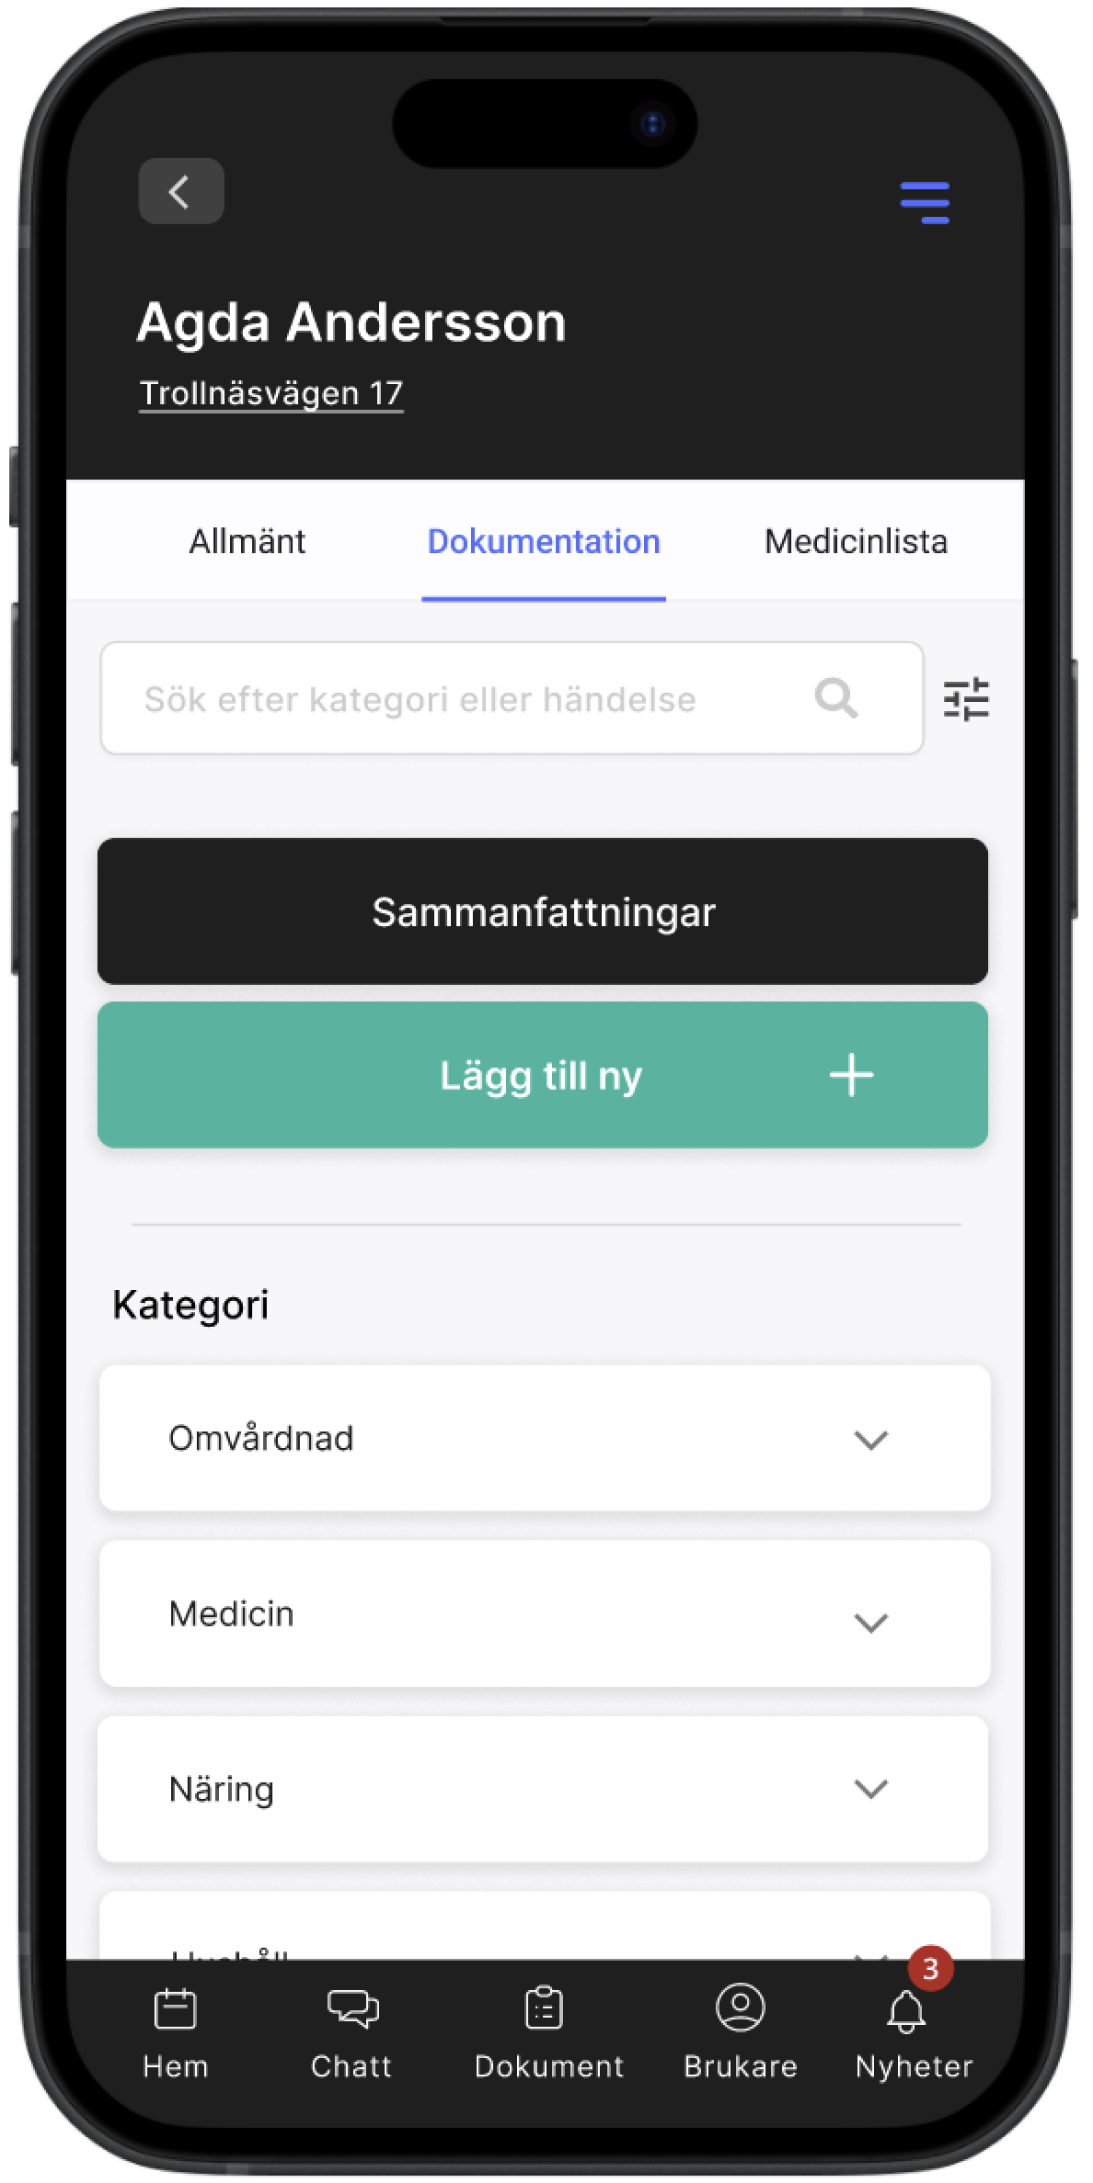 Agda Andersson
Trollnäsvägen 17
Allmänt Dokumentation Medicinlista
Sök efter kategori eller händelse
Sammanfattningar
Lägg till ny
Kategori
Omvårdnad
Medicin
Näring
3
Hem Chatt Dokument Brukare Nyheter